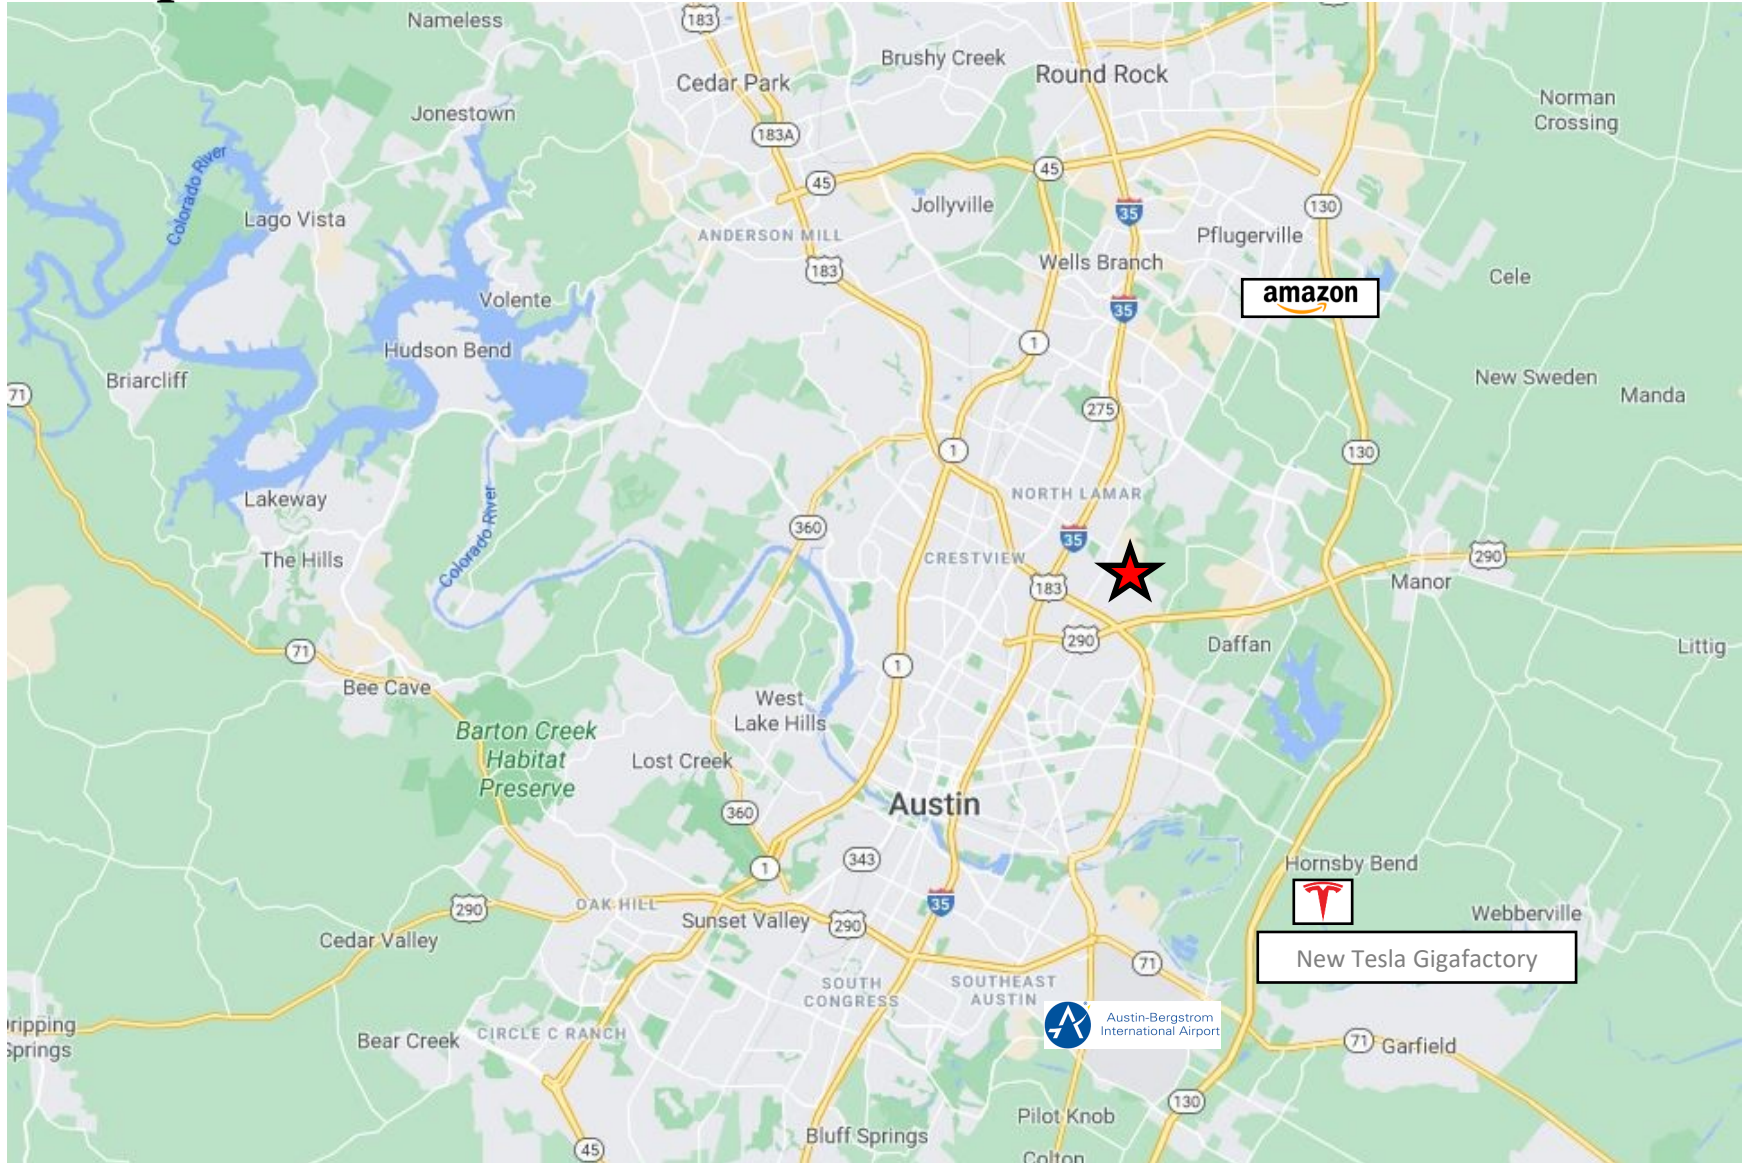 Nameless
183
Brushy Creek
Round Rock
Cedar Park
Norman
Crossing
Jonestown
183A
Colorado River
45
45
Jollyville
130
35
Lago Vista
ANDERSON MILL
Pflugerville
Wells Branch
183
Cele
Volente
amazon
35
Hudson Bend
1
Briarcliff
New Sweden
Manda
71
275
1
130
Lakeway
NORTH LAMAR
360
35
Colorado River
The Hills
CRESTVIEW
290
Manor
183
290
Daffan
Littig
71
1
Bee Cave
West
Lake Hills
Barton Creek
Habitat
Preserve
Lost Creek
Austin
360
343
1
Hornsby Bend
OAK HILL
35
290
Sunset Valley
290
Webberville
Cedar Valley
New Tesla Gigafactory
71
SOUTH
CONGRESS
SOUTHEAST
AUSTIN
Austin-Bergstrom
International Airport
Dripping
Springs
Bear Creek
CIRCLE C RANCH
71
Garfield
130
Pilot Knob
Bluff Springs
45
Colton